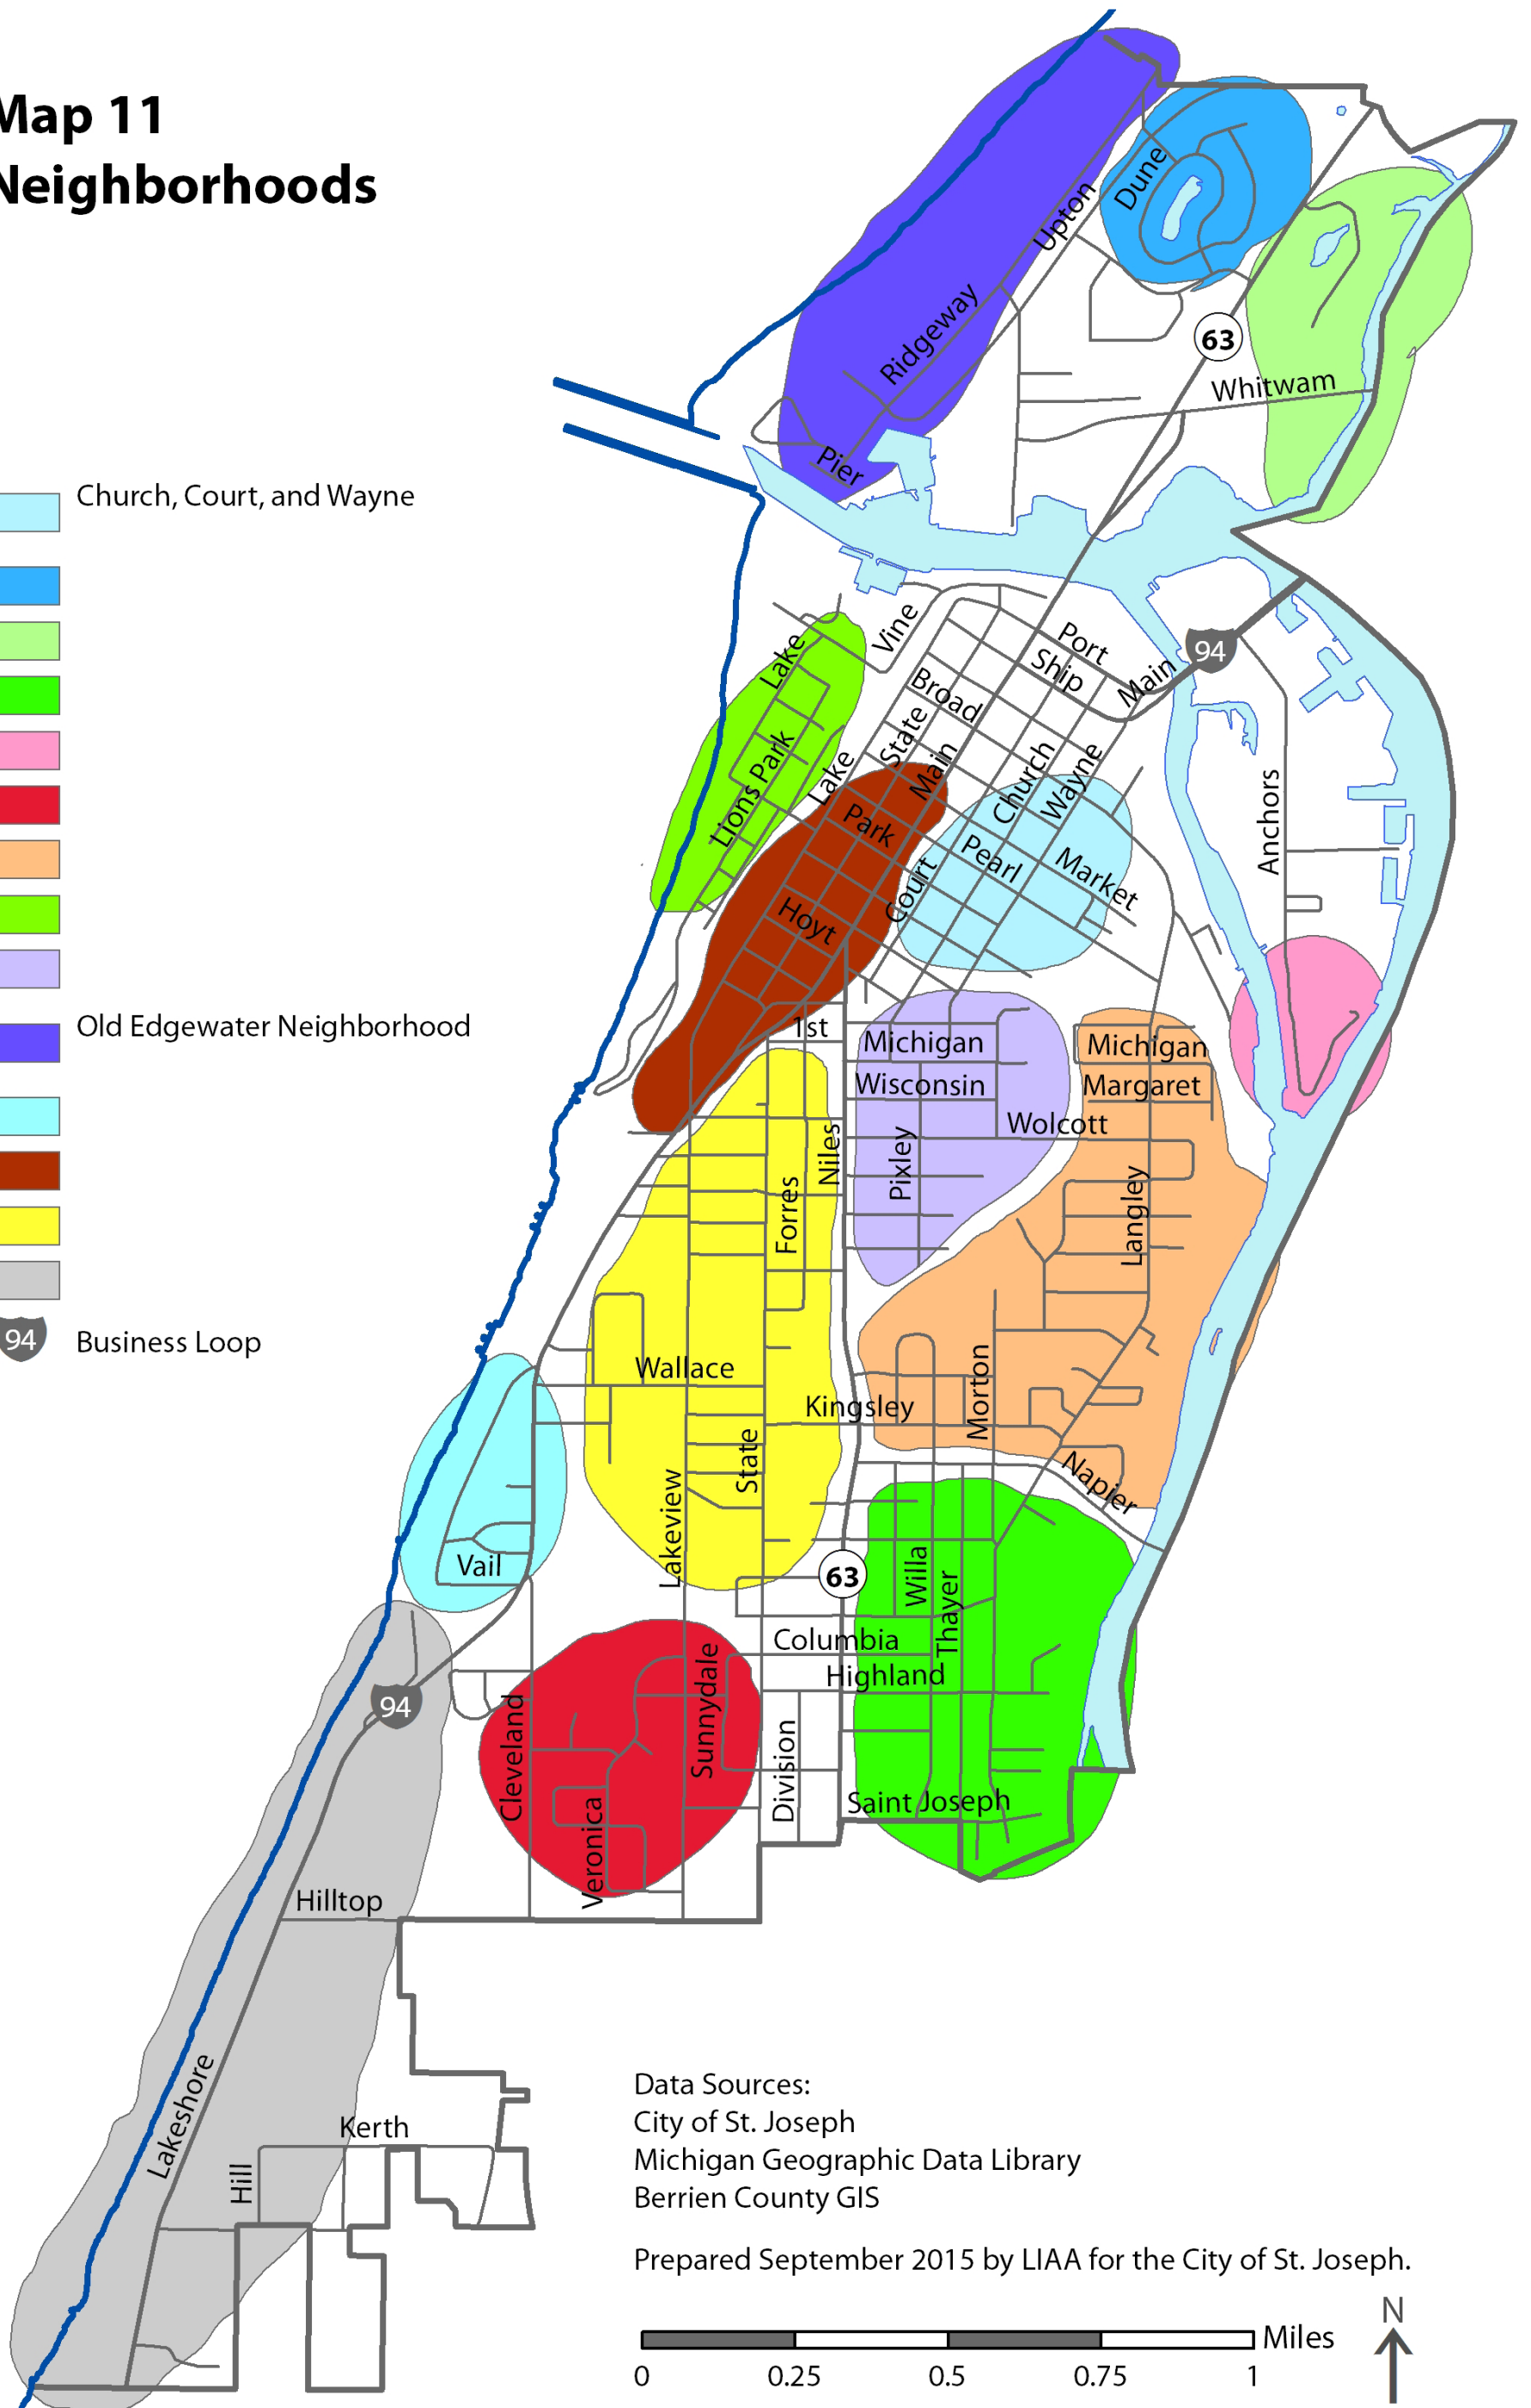 Map 11
Neighborhoods
Church, Court, and Wayne
Old Edgewater Neighborhood
94
Business Loop
Dune
Upton
Ridgeway
63
Whitwam
Pier
Vine
Port
Ship
Main
94
Lake
Broad
State
Main
Church
Wayne
Lions Park
Lake
Park
Pearl
Market
Court
Hoyt
Anchors
1st
Michigan
Michigan
Wisconsin
Margaret
Wolcott
Niles
Pixley
Forres
Langley
Wallace
Kingsley
Morton
State
Lakeview
Napier
Vail
63
Willa
Thayer
Columbia
Highland
Sunnydale
94
Cleveland
Division
Saint Joseph
Veronica
Hilltop
Lakeshore
Kerth
Hill
Data Sources:
City of St. Joseph
Michigan Geographic Data Library
Berrien County GIS
Prepared September 2015 by LIAA for the City of St. Joseph.
N
Miles
0 0.25 0.5 0.75 1